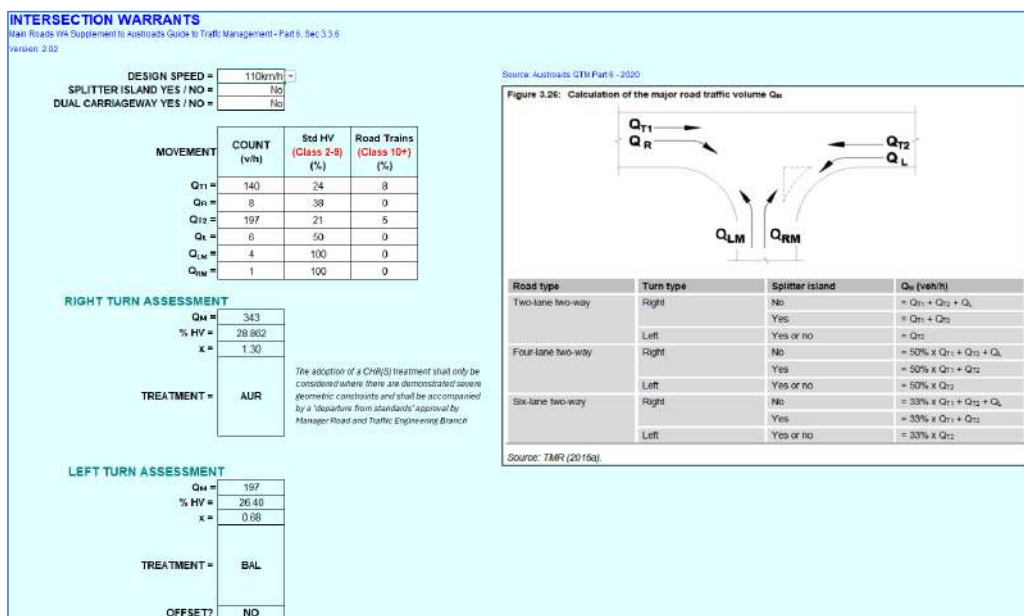 INTERSECTION WARRANTS
Main Roads WA Supplement to Austroads Guide to Traffic Management - Part 6, Sec 3.3.6
Version: 2.02
DESIGN SPEED = 110km/h
SPLITTER ISLAND YES / NO = No
DUAL CARRIAGEWAY YES / NO = No
MOVEMENT COUNT (v/h) Std HV (Class 2-9) (%) Road Trains (Class 10+) (%)
QT1 = 140 24 8
QR = 8 38 0
QT2 = 197 21 5
QL = 6 50 0
QLM = 4 100 0
QRM = 1 100 0
RIGHT TURN ASSESSMENT
QM = 343
% HV = 28.862
x = 1.30
TREATMENT = AUR
The adoption of a CHR(S) treatment shall only be
considered where there are demonstrated severe
geometric constraints and shall be accompanied
by a 'departure from standards' approval by
Manager Road and Traffic Engineering Branch
LEFT TURN ASSESSMENT
QM = 197
% HV = 26.40
x = 0.68
TREATMENT = BAL
OFFSET? NO
Source: Austroads GTM Part 6 - 2020
Figure 3.26: Calculation of the major road traffic volume QM
QT1
QR
QT2
QL
QLM QRM
Road type Turn type Splitter island QM (veh/h)
Two-lane two-way Right No = QT1 + QT2 + QL
Yes = QT1 + QT2
Left Yes or no = QT2
Four-lane two-way Right No = 50% x QT1 + QT2 + QL
Yes = 50% x QT1 + QT2
Left Yes or no = 50% x QT2
Six-lane two-way Right No = 33% x QT1 + QT2 + QL
Yes = 33% x QT1 + QT2
Left Yes or no = 33% x QT2
Source: TMR (2016a).